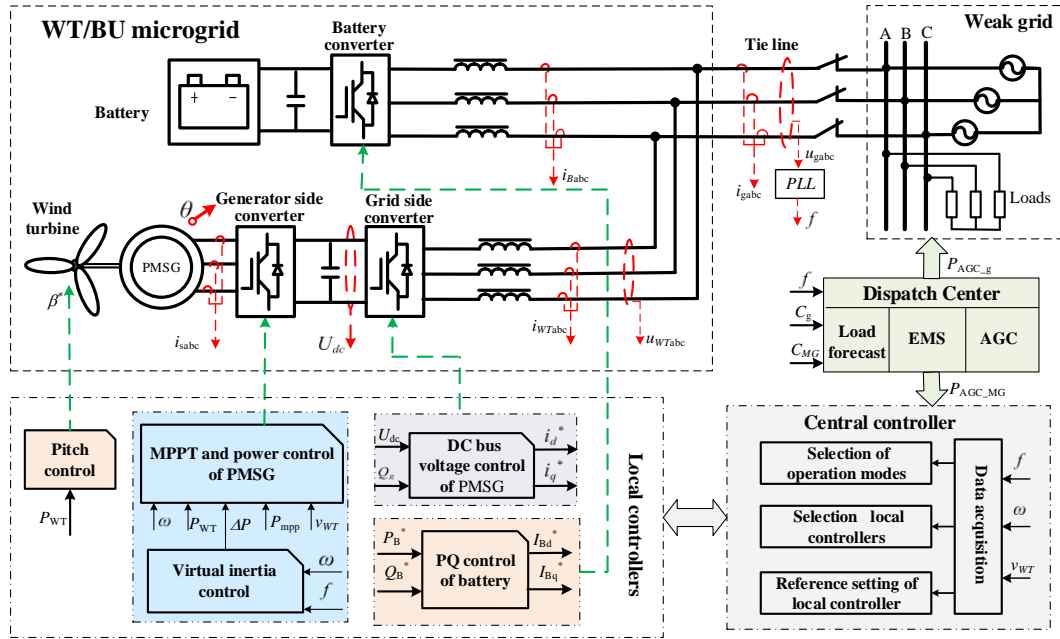 WT/BU microgrid
Battery
converter
Tie line
Weak grid
A B C
+ −
Battery
i_Babc
i_gabc
u_gabc
PLL
f
Loads
Wind
turbine
θ
Generator side
converter
Grid side
converter
PMSG
β*
i_sabc
U_dc
i_WTabc
u_WTabc
P_AGC_g
f
C_g
C_MG
Dispatch Center
Load
forecast
EMS
AGC
P_AGC_MG
Pitch
control
P_WT
MPPT and power control
of PMSG
ω P_WT ΔP P_mpp v_WT
Virtual inertia
control
ω
f
U_dc
DC bus
voltage control
of PMSG
i_d*
i_q*
P_B*
Q_B*
PQ control
of battery
I_Bd*
I_Bq*
Local controllers
Central controller
Selection of
operation modes
Selection local
controllers
Reference setting of
local controller
Data acquisition
f
ω
v_WT